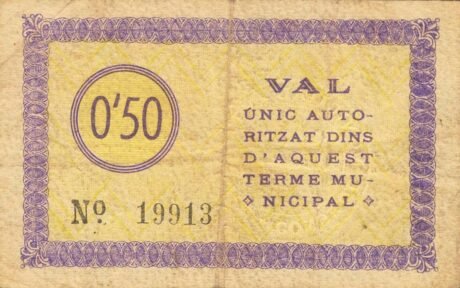 0'50
Nº 19913
VAL
ÚNIC AUTO-
RITZAT DINS
D'AQUEST
TERME MU-
NICIPAL